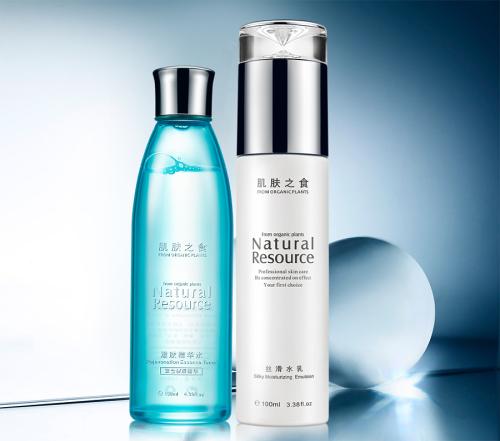 肌肤之食
FROM ORGANIC PLANTS
from organic plants
Natural
Resource
100ml
肌肤之食
FROM ORGANIC PLANTS
from organic plants
Natural
Resource
Professional skin care
Be concentrated on effect
Your first choice
丝滑水乳
Silky Moisturizing Emulsion
℮100ml 3.38fl.oz